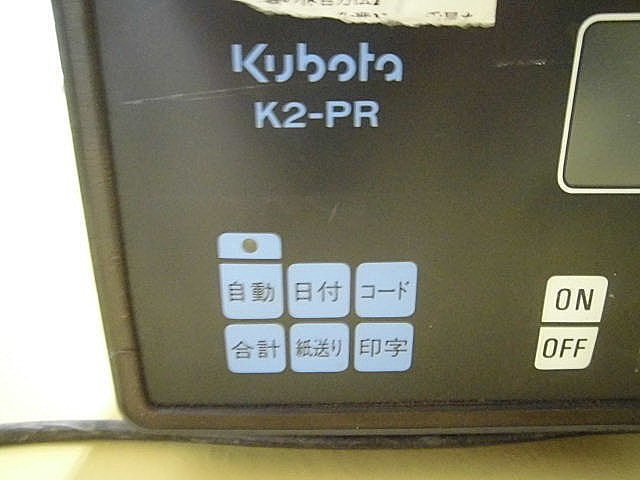 Kubota
K2-PR
自動 日付 コード
合計 紙送り 印字
ON
OFF